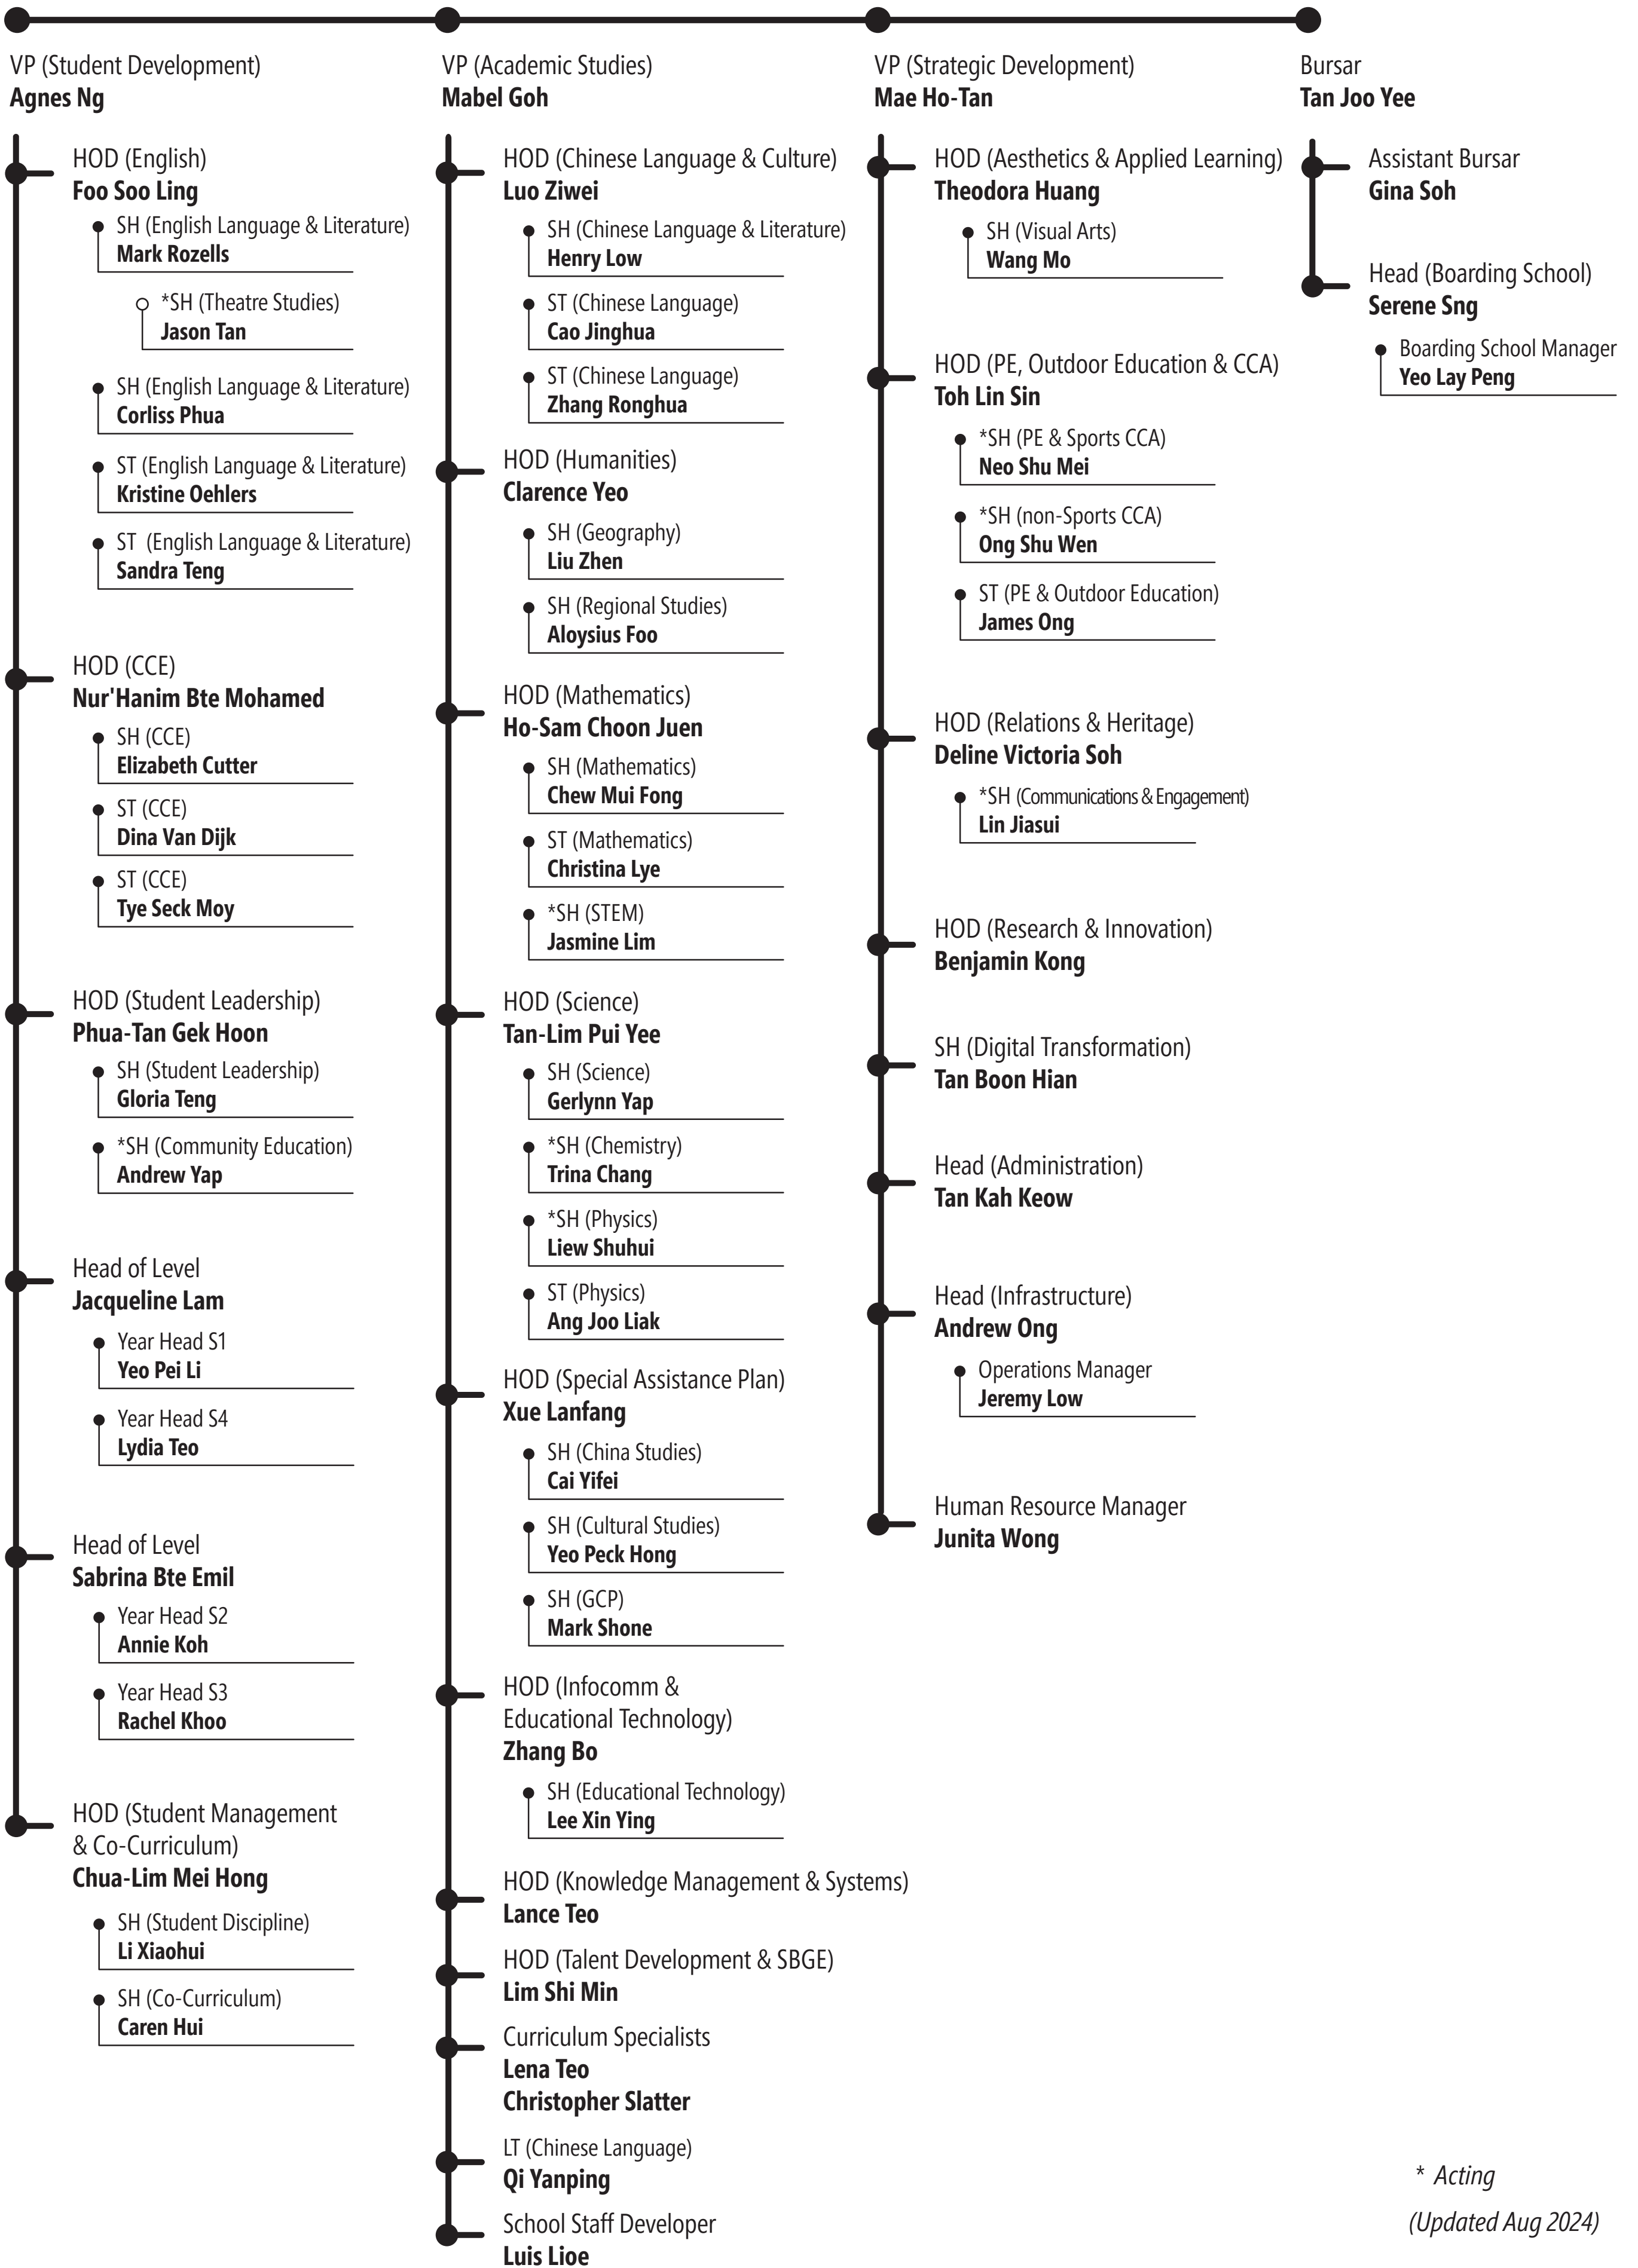 VP (Student Development)
Agnes Ng
HOD (English)
Foo Soo Ling
SH (English Language & Literature)
Mark Rozells
*SH (Theatre Studies)
Jason Tan
SH (English Language & Literature)
Corliss Phua
ST (English Language & Literature)
Kristine Oehlers
ST (English Language & Literature)
Sandra Teng
HOD (CCE)
Nur'Hanim Bte Mohamed
SH (CCE)
Elizabeth Cutter
ST (CCE)
Dina Van Dijk
ST (CCE)
Tye Seck Moy
HOD (Student Leadership)
Phua-Tan Gek Hoon
SH (Student Leadership)
Gloria Teng
*SH (Community Education)
Andrew Yap
Head of Level
Jacqueline Lam
Year Head S1
Yeo Pei Li
Year Head S4
Lydia Teo
Head of Level
Sabrina Bte Emil
Year Head S2
Annie Koh
Year Head S3
Rachel Khoo
HOD (Student Management
& Co-Curriculum)
Chua-Lim Mei Hong
SH (Student Discipline)
Li Xiaohui
SH (Co-Curriculum)
Caren Hui
VP (Academic Studies)
Mabel Goh
HOD (Chinese Language & Culture)
Luo Ziwei
SH (Chinese Language & Literature)
Henry Low
ST (Chinese Language)
Cao Jinghua
ST (Chinese Language)
Zhang Ronghua
HOD (Humanities)
Clarence Yeo
SH (Geography)
Liu Zhen
SH (Regional Studies)
Aloysius Foo
HOD (Mathematics)
Ho-Sam Choon Juen
SH (Mathematics)
Chew Mui Fong
ST (Mathematics)
Christina Lye
*SH (STEM)
Jasmine Lim
HOD (Science)
Tan-Lim Pui Yee
SH (Science)
Gerlynn Yap
*SH (Chemistry)
Trina Chang
*SH (Physics)
Liew Shuhui
ST (Physics)
Ang Joo Liak
HOD (Special Assistance Plan)
Xue Lanfang
SH (China Studies)
Cai Yifei
SH (Cultural Studies)
Yeo Peck Hong
SH (GCP)
Mark Shone
HOD (Infocomm &
Educational Technology)
Zhang Bo
SH (Educational Technology)
Lee Xin Ying
HOD (Knowledge Management & Systems)
Lance Teo
HOD (Talent Development & SBGE)
Lim Shi Min
Curriculum Specialists
Lena Teo
Christopher Slatter
LT (Chinese Language)
Qi Yanping
School Staff Developer
Luis Lioe
VP (Strategic Development)
Mae Ho-Tan
HOD (Aesthetics & Applied Learning)
Theodora Huang
SH (Visual Arts)
Wang Mo
HOD (PE, Outdoor Education & CCA)
Toh Lin Sin
*SH (PE & Sports CCA)
Neo Shu Mei
*SH (non-Sports CCA)
Ong Shu Wen
ST (PE & Outdoor Education)
James Ong
HOD (Relations & Heritage)
Deline Victoria Soh
*SH (Communications & Engagement)
Lin Jiasui
HOD (Research & Innovation)
Benjamin Kong
SH (Digital Transformation)
Tan Boon Hian
Head (Administration)
Tan Kah Keow
Head (Infrastructure)
Andrew Ong
Operations Manager
Jeremy Low
Human Resource Manager
Junita Wong
Bursar
Tan Joo Yee
Assistant Bursar
Gina Soh
Head (Boarding School)
Serene Sng
Boarding School Manager
Yeo Lay Peng
* Acting
(Updated Aug 2024)